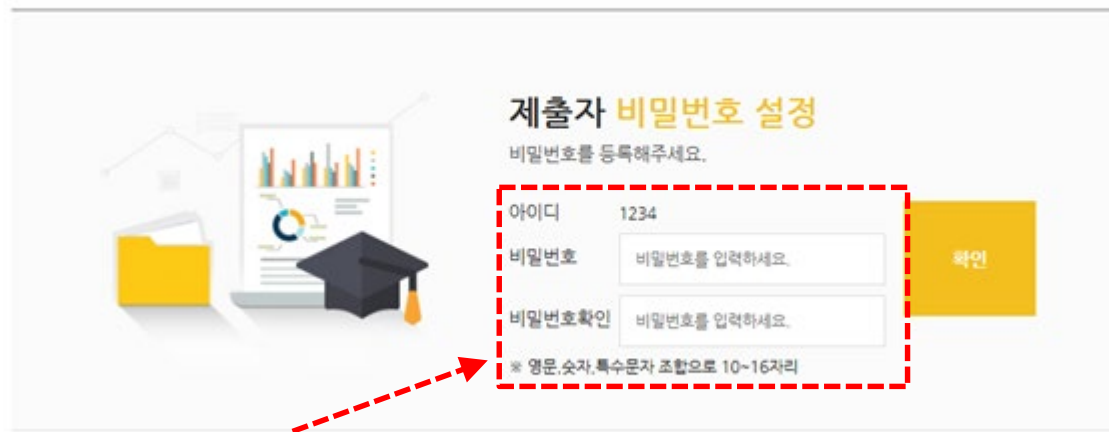 제출자 비밀번호 설정
비밀번호를 등록해주세요.
아이디 1234
비밀번호 비밀번호를 입력하세요.
확인
비밀번호확인 비밀번호를 입력하세요.
※ 영문,숫자,특수문자 조합으로 10~16자리